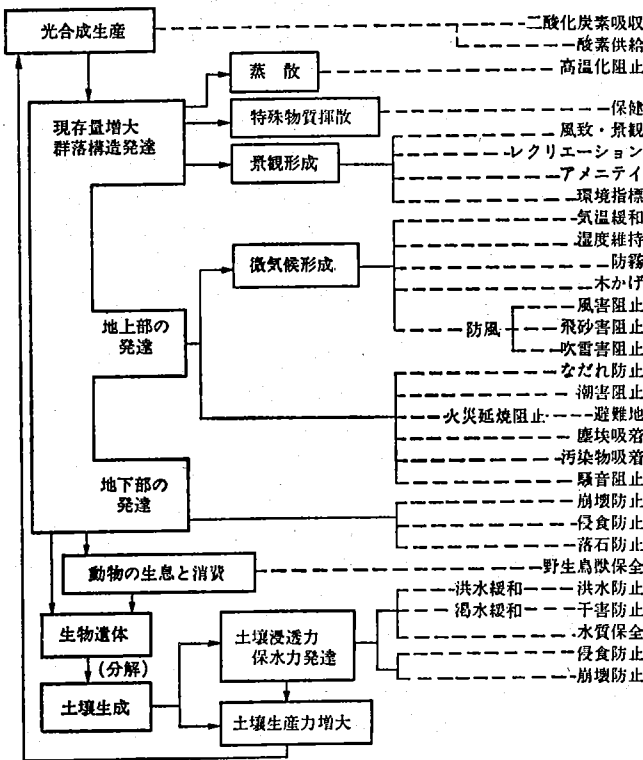 光合成生産
二酸化炭素吸収
酸素供給
蒸散
高温化阻止
現存量増大
群落構造発達
特殊物質揮散
保健
景観形成
風致・景観
レクリエーション
アメニテイ
環境指標
微気候形成
気温緩和
湿度維持
防霧
木かげ
防風
風害阻止
飛砂害阻止
吹雪害阻止
地上部の
発達
なだれ防止
潮害阻止
火災延焼阻止
避難地
塵埃吸着
汚染物吸着
騒音阻止
地下部の
発達
崩壊防止
侵食防止
落石防止
動物の生息と消費
野生鳥獣保全
生物遺体
(分解)
土壌生成
土壌浸透力
保水力発達
洪水緩和
洪水防止
渇水緩和
干害防止
水質保全
侵食防止
崩壊防止
土壌生産力増大